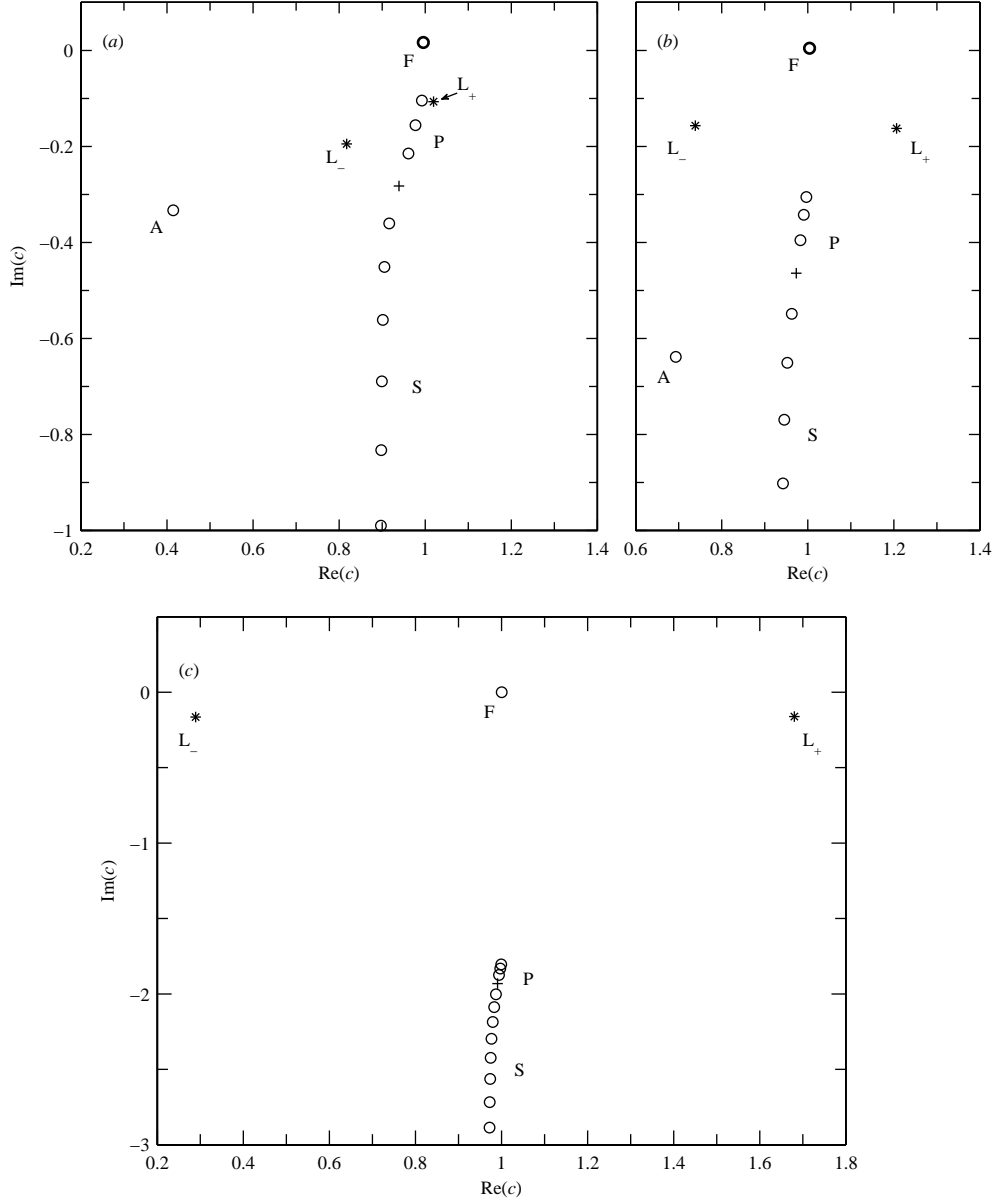 (a)
0
−0.2
−0.4
−0.6
−0.8
−1
Im(c)
F
L+
P
L−
A
S
0.2 0.4 0.6 0.8 1 1.2 1.4
Re(c)
(b)
F
L−
L+
P
A
S
0.6 0.8 1 1.2 1.4
Re(c)
(c)
0
−1
−2
−3
Im(c)
F
L−
L+
P
S
0.2 0.4 0.6 0.8 1 1.2 1.4 1.6 1.8
Re(c)